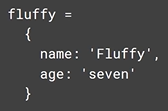 fluffy =
{
name: 'Fluffy',
age: 'seven'
}